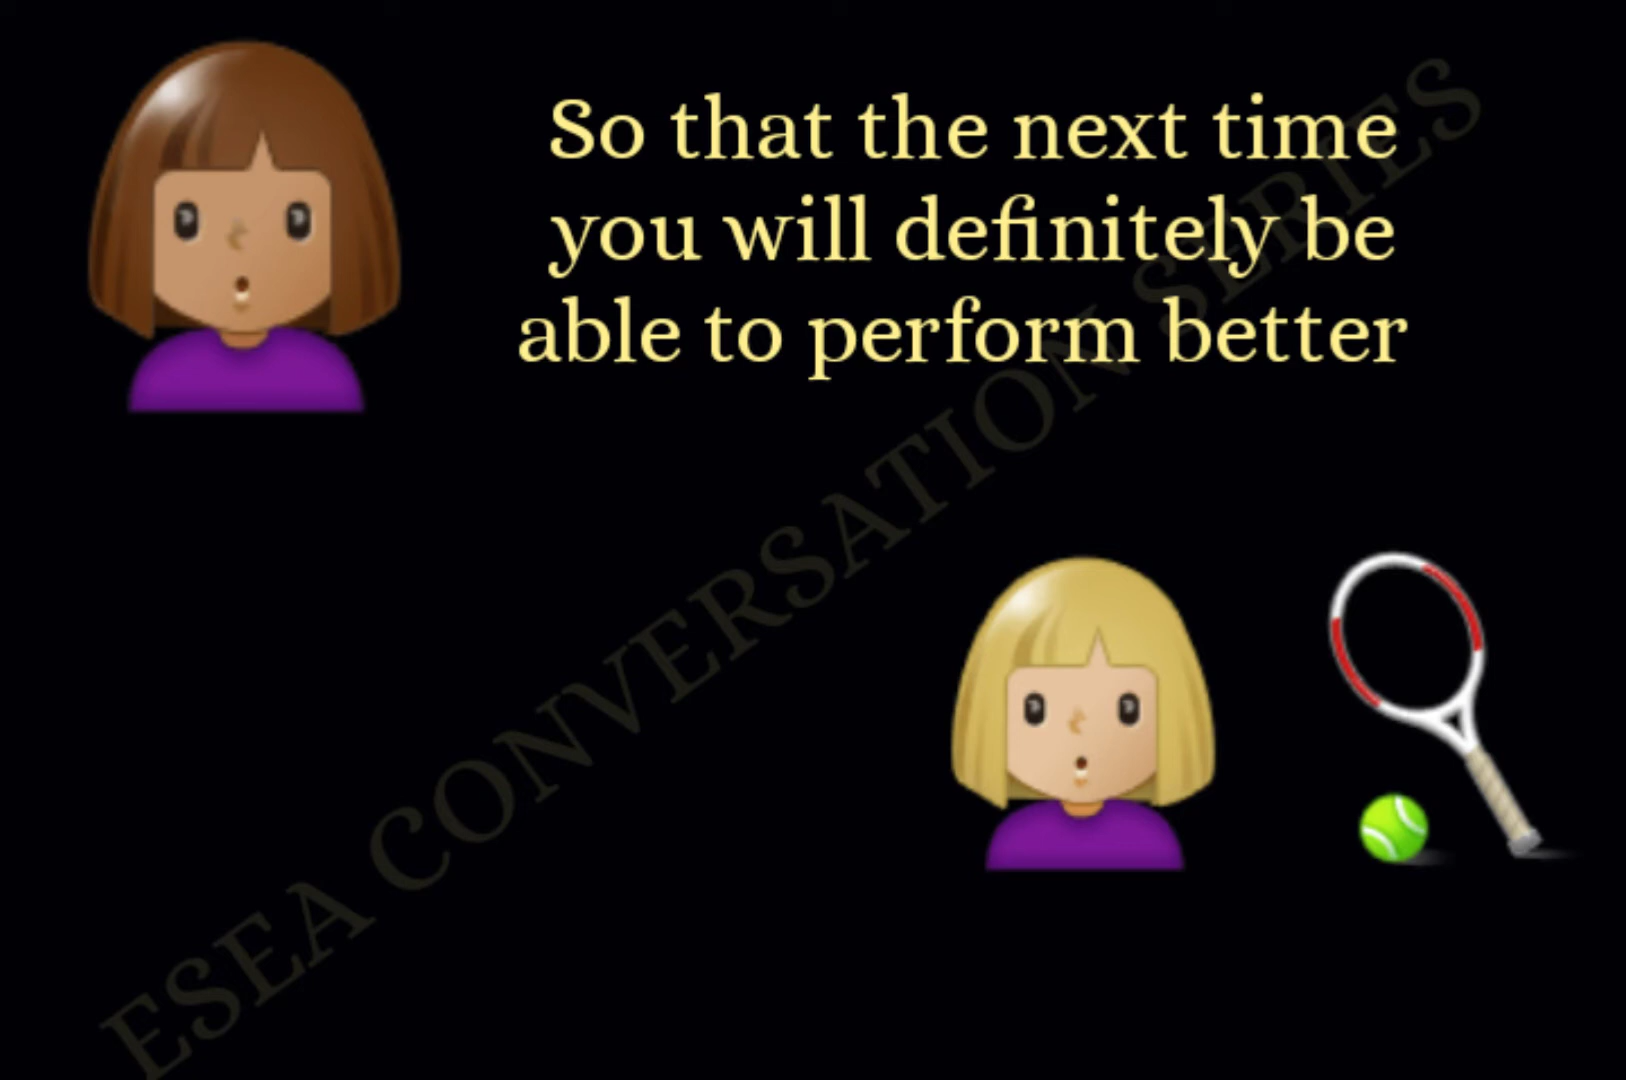 So that the next time
you will definitely be
able to perform better
ESEA CONVERSATION SERIES